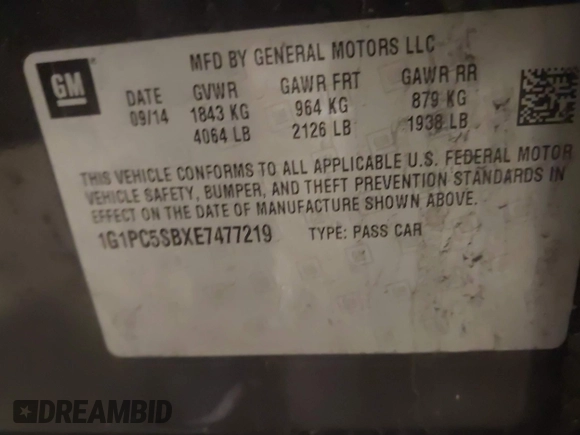 GM
MFD BY GENERAL MOTORS LLC
DATE GVWR GAWR FRT GAWR RR
09/14 1843 KG 964 KG 879 KG
4064 LB 2126 LB 1938 LB
THIS VEHICLE CONFORMS TO ALL APPLICABLE U.S. FEDERAL MOTOR
VEHICLE SAFETY, BUMPER, AND THEFT PREVENTION STANDARDS IN
EFFECT ON THE DATE OF MANUFACTURE SHOWN ABOVE.
1G1PC5SBXE7477219 TYPE: PASS CAR
DREAMBID